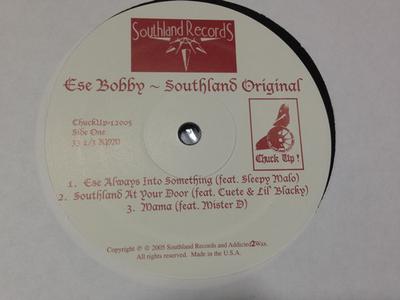 Southland Records
Ese Bobby ~ Southland Original
ChuckUp-12005
Side One
33 1/3 RPM
Chuck Up!
1. Ese Always Into Something (feat. Sleepy Malo)
2. Southland At Your Door (feat. Cuete & Lil' Blacky)
3. Mama (feat. Mister D)
Copyright ℗ © 2005 Southland Records and Addicted2Wax.
All rights reserved. Made in the U.S.A.